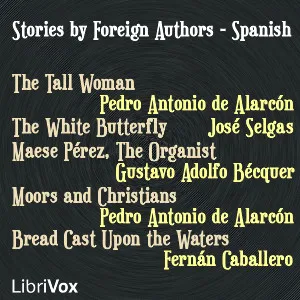 Stories by Foreign Authors - Spanish
The Tall Woman
Pedro Antonio de Alarcón
The White Butterfly José Selgas
Maese Pérez, The Organist
Gustavo Adolfo Bécquer
Moors and Christians
Pedro Antonio de Alarcón
Bread Cast Upon the Waters
Fernán Caballero
LibriVox